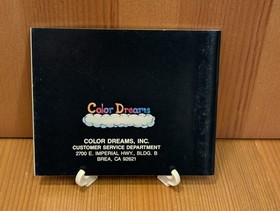 Color Dreams
COLOR DREAMS, INC.
CUSTOMER SERVICE DEPARTMENT
2700 E. IMPERIAL HWY., BLDG. B
BREA, CA 92621